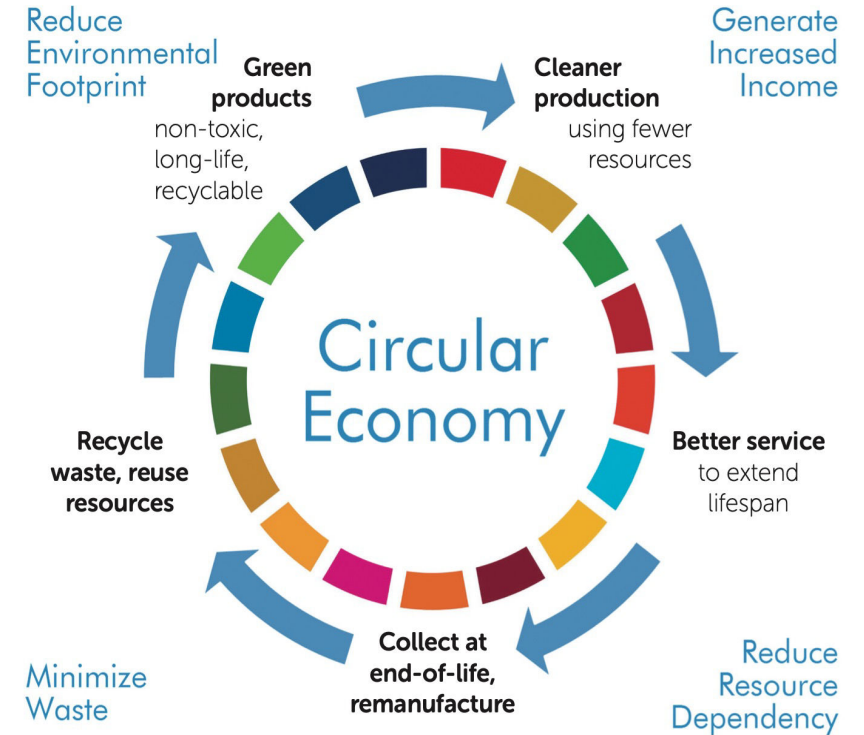 Reduce
Environmental
Footprint
Generate
Increased
Income
Green
products
non-toxic,
long-life,
recyclable
Cleaner
production
using fewer
resources
Circular
Economy
Better service
to extend
lifespan
Collect at
end-of-life,
remanufacture
Recycle
waste, reuse
resources
Minimize
Waste
Reduce
Resource
Dependency